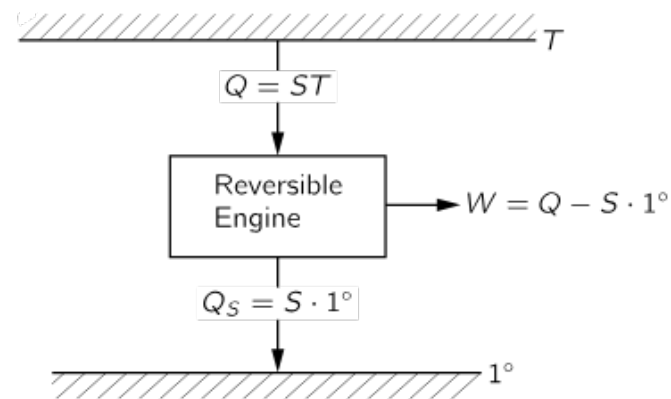 T
Q = ST
Reversible
Engine
W = Q − S · 1°
Q_S = S · 1°
1°